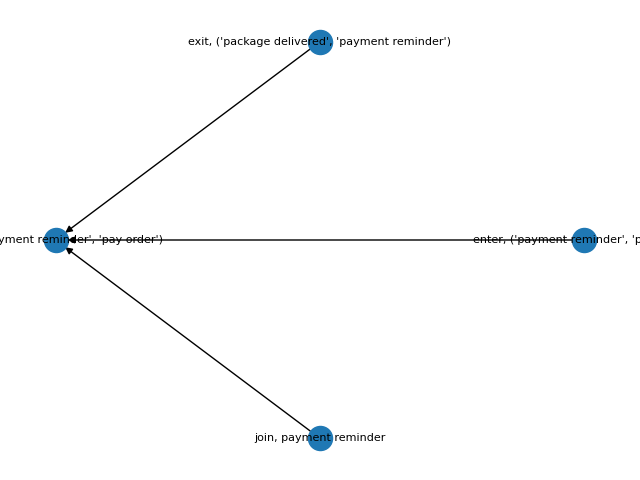 exit, ('package delivered', 'payment reminder')
yment reminder', 'pay order')
enter, ('payment reminder', 'p
join, payment reminder